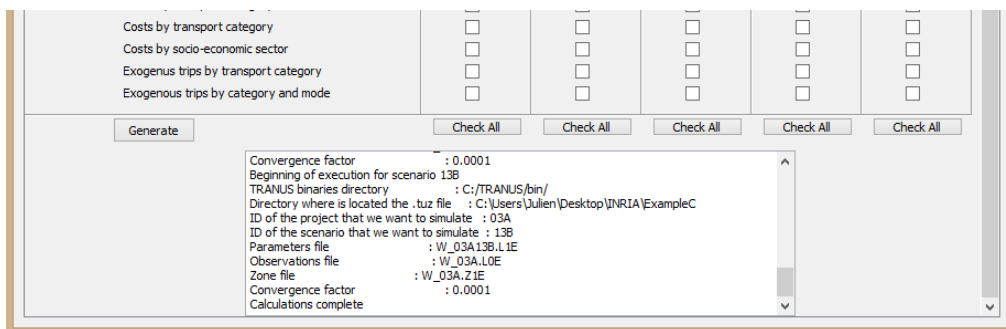 Costs by transport category
Costs by socio-economic sector
Exogenus trips by transport category
Exogenous trips by category and mode
Generate
Check All Check All Check All Check All Check All
Convergence factor : 0.0001
Beginning of execution for scenario 13B
TRANUS binaries directory : C:/TRANUS/bin/
Directory where is located the .tuz file : C:\Users\Julien\Desktop\INRIA\ExampleC
ID of the project that we want to simulate : 03A
ID of the scenario that we want to simulate : 13B
Parameters file : W_03A13B.L1E
Observations file : W_03A.L0E
Zone file : W_03A.Z1E
Convergence factor : 0.0001
Calculations complete